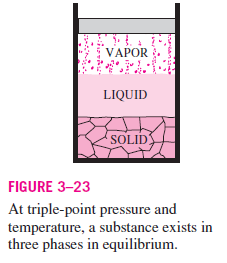 VAPOR
LIQUID
SOLID
FIGURE 3–23
At triple-point pressure and
temperature, a substance exists in
three phases in equilibrium.